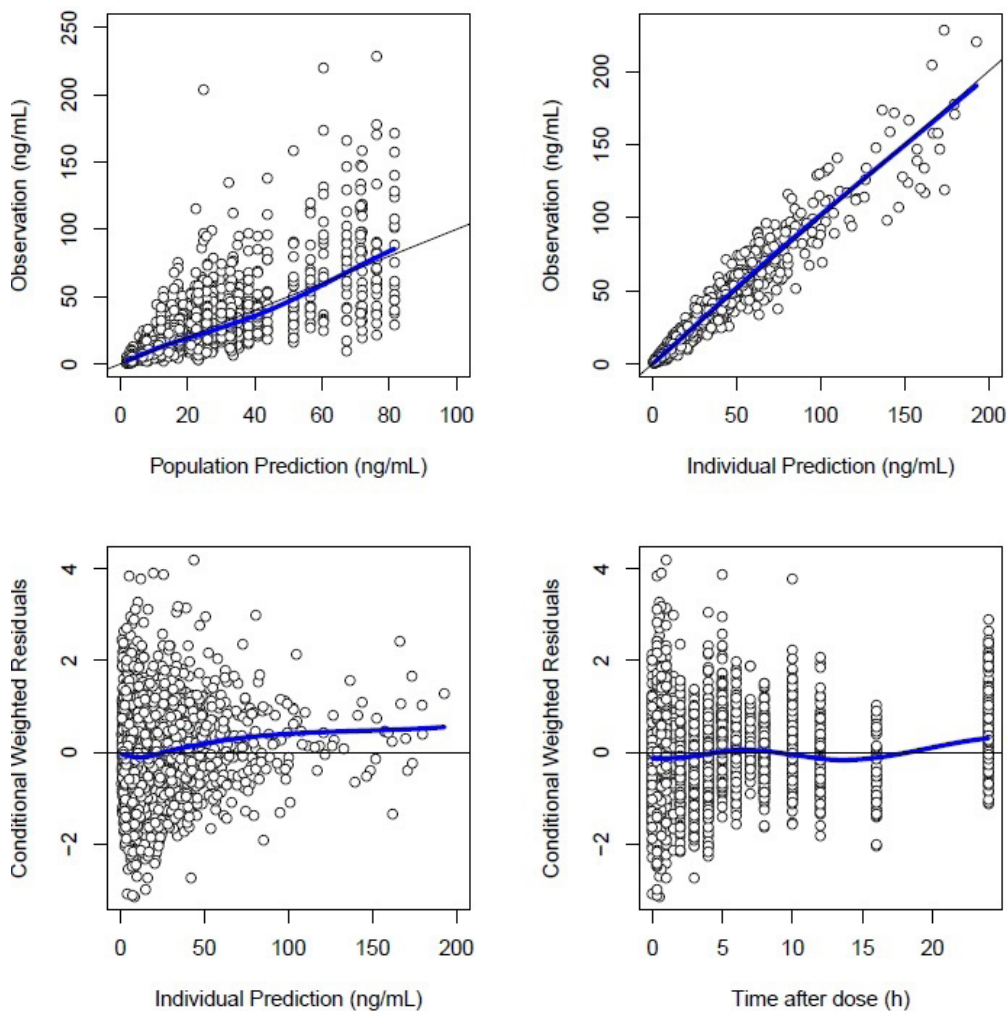 250
200
150
100
50
0
Observation (ng/mL)
0 20 40 60 80 100
Population Prediction (ng/mL)
200
150
100
50
0
Observation (ng/mL)
0 50 100 150 200
Individual Prediction (ng/mL)
4
2
0
−2
Conditional Weighted Residuals
0 50 100 150 200
Individual Prediction (ng/mL)
4
2
0
−2
Conditional Weighted Residuals
0 5 10 15 20
Time after dose (h)